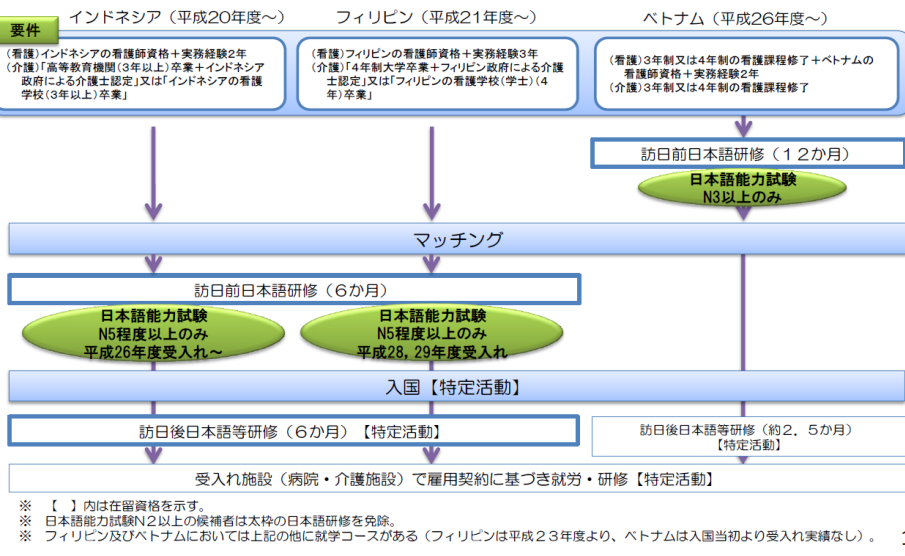 インドネシア（平成20年度～）
フィリピン（平成21年度～）
ベトナム（平成26年度～）
要件
（看護）インドネシアの看護師資格＋実務経験2年
（介護）「高等教育機関（3年以上）卒業＋インドネシア
政府による介護士認定」又は「インドネシアの看護
学校（3年以上）卒業」
（看護）フィリピンの看護師資格＋実務経験3年
（介護）「4年制大学卒業＋フィリピン政府による介護
士認定」又は「フィリピンの看護学校（学士）（4
年）卒業」
（看護）3年制又は4年制の看護課程修了＋ベトナムの
看護師資格＋実務経験2年
（介護）3年制又は4年制の看護課程修了
訪日前日本語研修（１２か月）
日本語能力試験
N3以上のみ
マッチング
訪日前日本語研修（６か月）
日本語能力試験
N5程度以上のみ
平成26年度受入れ～
日本語能力試験
N5程度以上のみ
平成28，29年度受入れ
入国【特定活動】
訪日後日本語等研修（６か月）【特定活動】
訪日後日本語等研修（約２．５か月）
【特定活動】
受入れ施設（病院・介護施設）で雇用契約に基づき就労・研修【特定活動】
※　【　】内は在留資格を示す。
※　日本語能力試験Ｎ２以上の候補者は太枠の日本語研修を免除。
※　フィリピン及びベトナムにおいては上記の他に就学コースがある（フィリピンは平成２３年度より、ベトナムは入国当初より受入れ実績なし）。